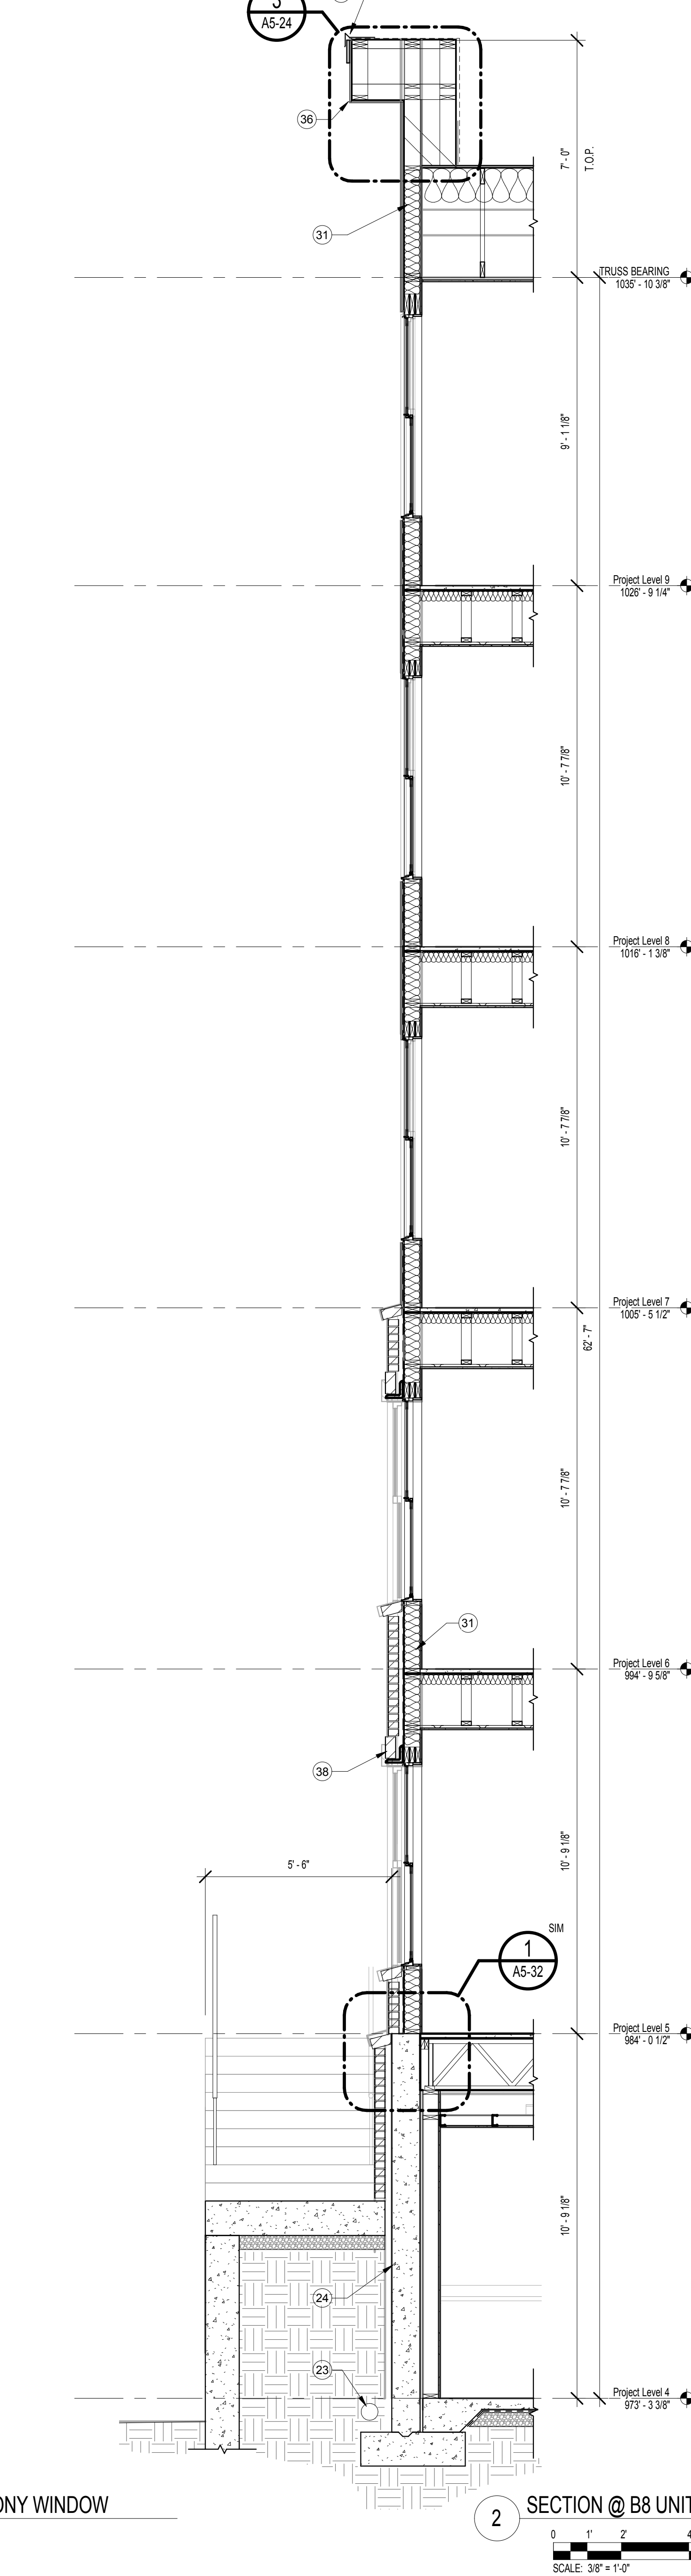 3
A5-24
36
7' - 0"
T.O.P.
31
TRUSS BEARING
1035' - 10 3/8"
9' - 1 1/8"
Project Level 9
1026' - 9 1/4"
10' - 7 7/8"
Project Level 8
1016' - 1 3/8"
10' - 7 7/8"
Project Level 7
1005' - 5 1/2"
62' - 7"
10' - 7 7/8"
31
Project Level 6
994' - 9 5/8"
38
10' - 9 1/8"
5' - 6"
SIM
1
A5-32
Project Level 5
984' - 0 1/2"
10' - 9 1/8"
24
23
Project Level 4
973' - 3 3/8"
ONY WINDOW
2
SECTION @ B8 UNIT
0 1' 2' 4
SCALE: 3/8" = 1'-0"